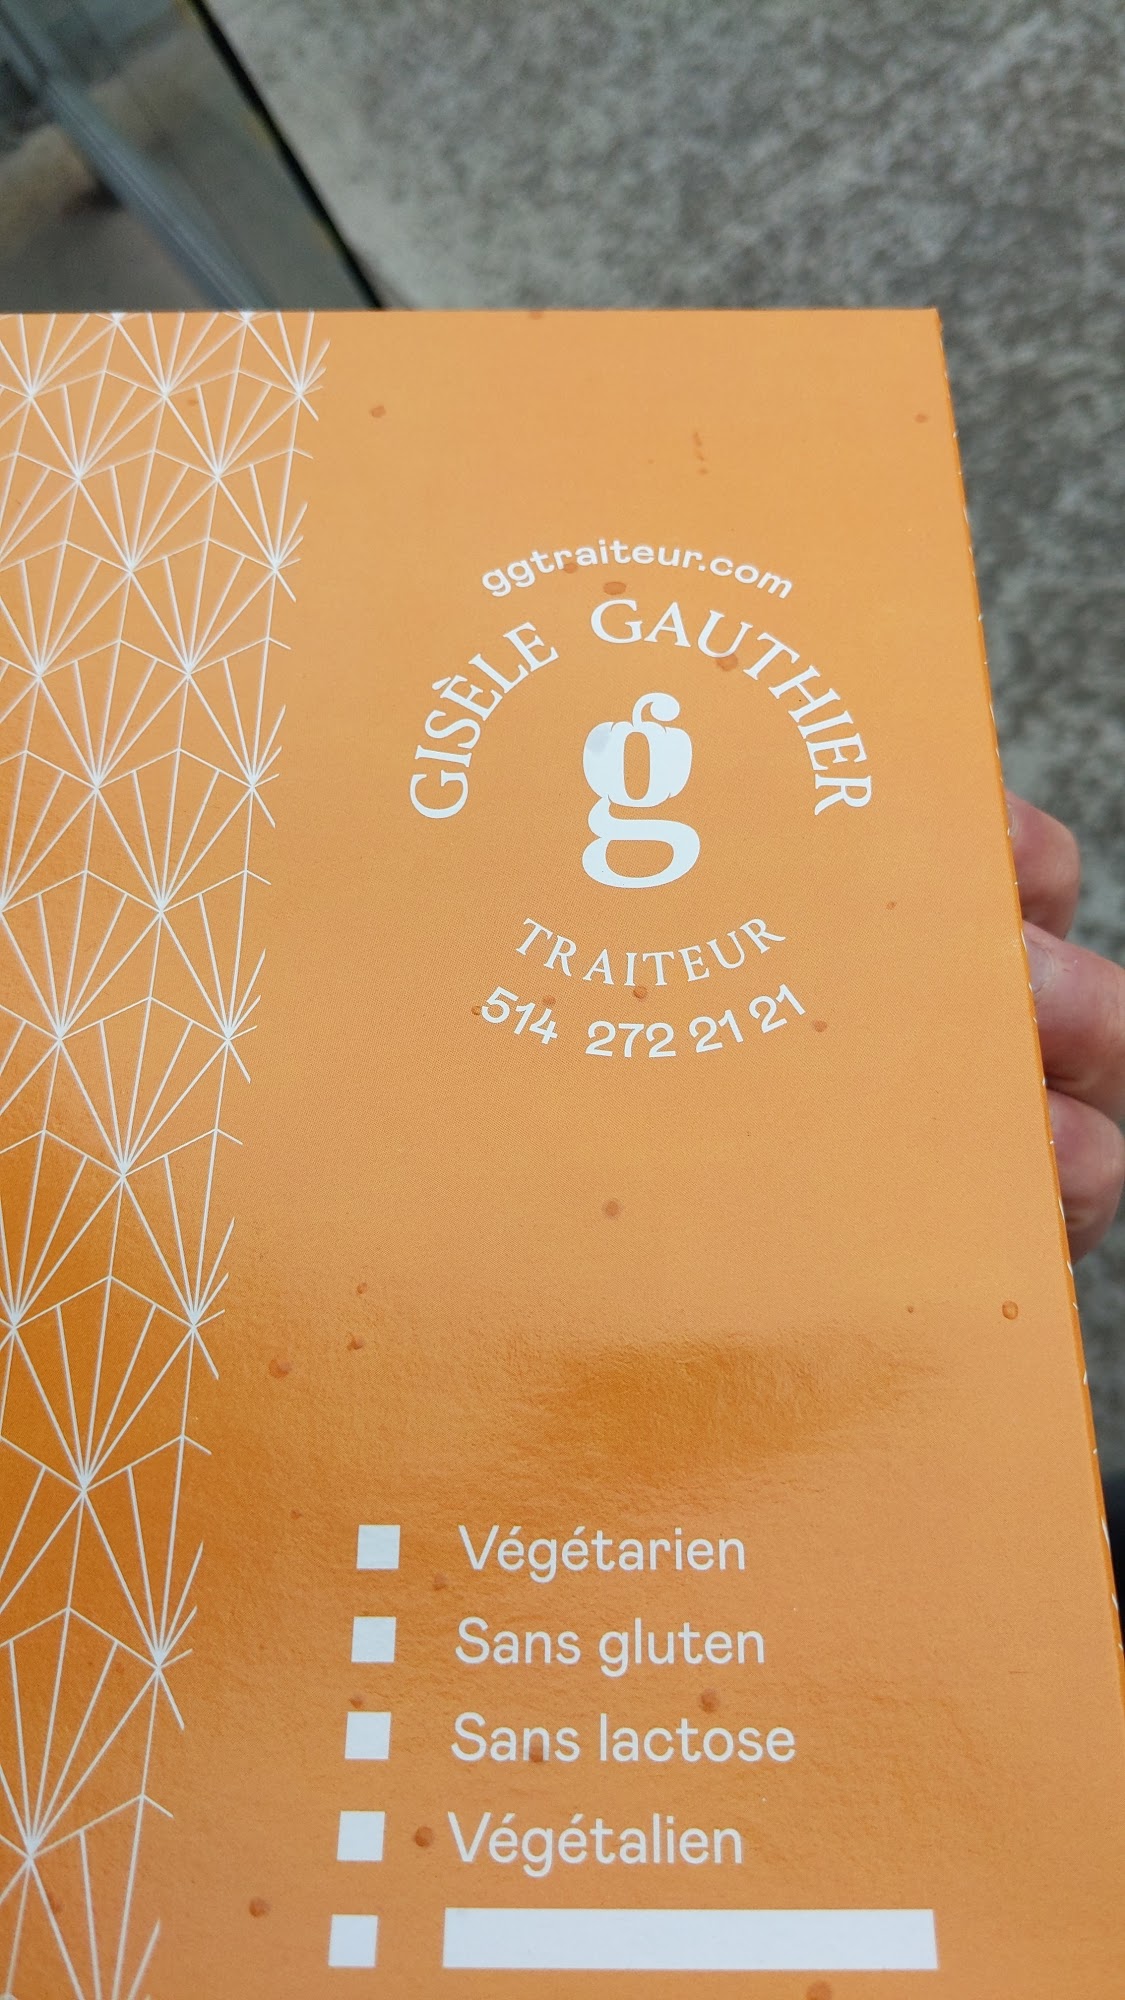 ggtraiteur.com
GISÈLE GAUTHIER
g
TRAITEUR
514 272 21 21
Végétarien
Sans gluten
Sans lactose
Végétalien